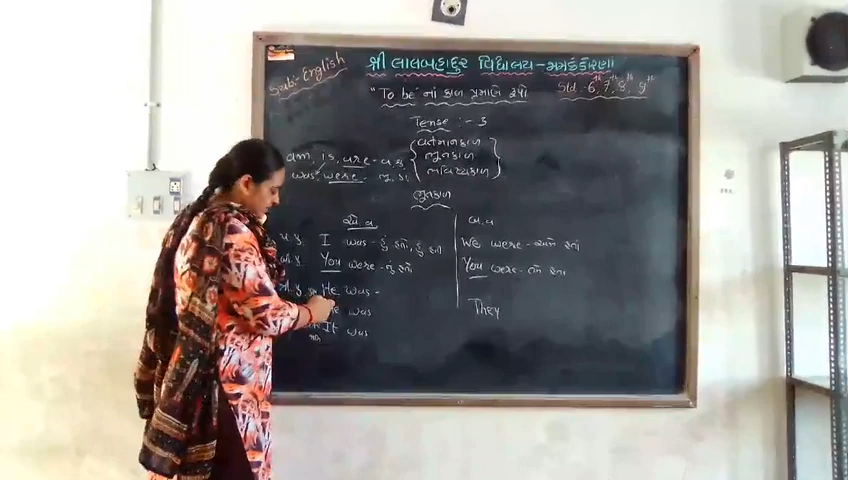 Sub:- English
શ્રી લાલબહાદુર વિદ્યાલય -
Std :- 6th, 7th, 8th, 9th
"To be" નાં કાળ પ્રમાણે રૂપો
Tense :- 3
am, is, are - વ.કા
વર્તમાનકાળ
ભૂતકાળ
ભવિષ્યકાળ
was, were - ભૂ.કા
ભૂતકાળ
એ.વ
બ.વ
પ.પુ I was - હું હતો, હું હતી
We were - અમે હતાં
બી.પુ You were - તું હતો
You were - તમે હતા
ત્રી.પુ He was -
They
was
It was